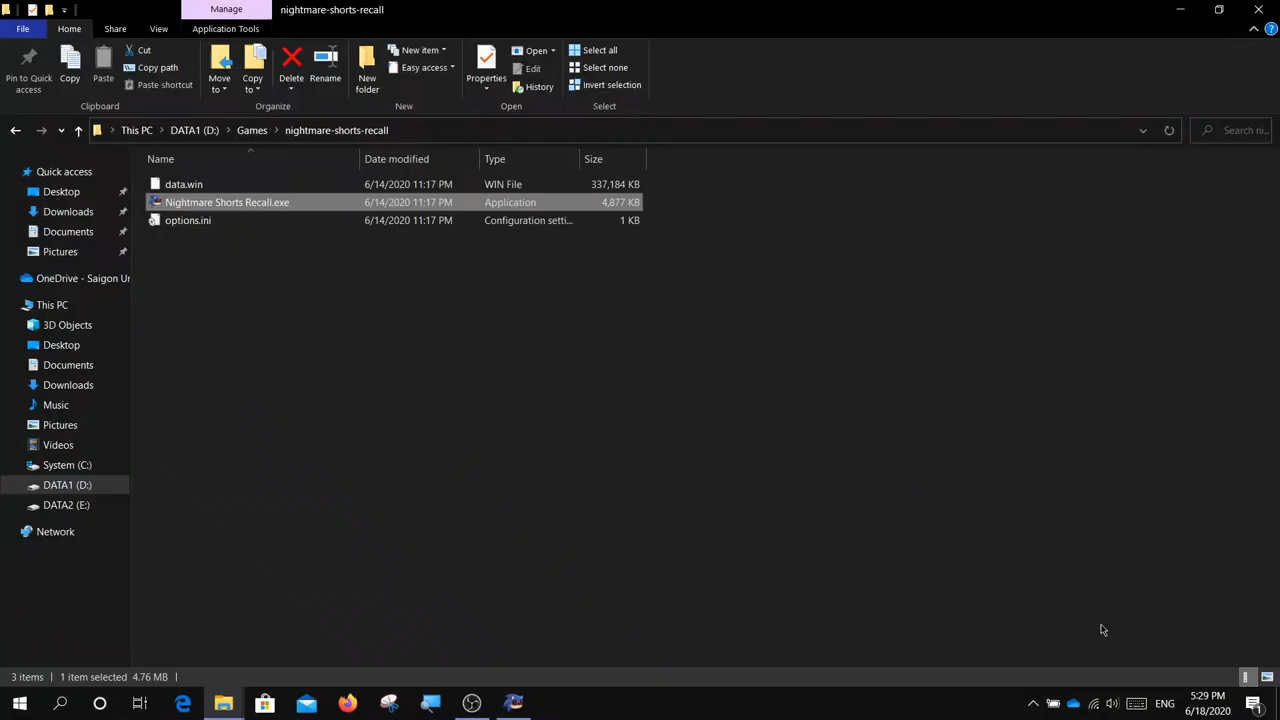 Manage
nightmare-shorts-recall
File
Home
Share
View
Application Tools
Pin to Quick access
Copy
Paste
Cut
Copy path
Paste shortcut
Move to
Copy to
Delete
Rename
New folder
New item
Easy access
Properties
Open
Edit
History
Select all
Select none
Invert selection
Clipboard
Organize
New
Open
Select
This PC
DATA1 (D:)
Games
nightmare-shorts-recall
Search ni...
Name
Date modified
Type
Size
data.win
6/14/2020 11:17 PM
WIN File
337,184 KB
Nightmare Shorts Recall.exe
6/14/2020 11:17 PM
Application
4,877 KB
options.ini
6/14/2020 11:17 PM
Configuration setti...
1 KB
Quick access
Desktop
Downloads
Documents
Pictures
OneDrive - Saigon Un
This PC
3D Objects
Desktop
Documents
Downloads
Music
Pictures
Videos
System (C:)
DATA1 (D:)
DATA2 (E:)
Network
3 items
1 item selected 4.76 MB
ENG
5:29 PM
6/18/2020
1